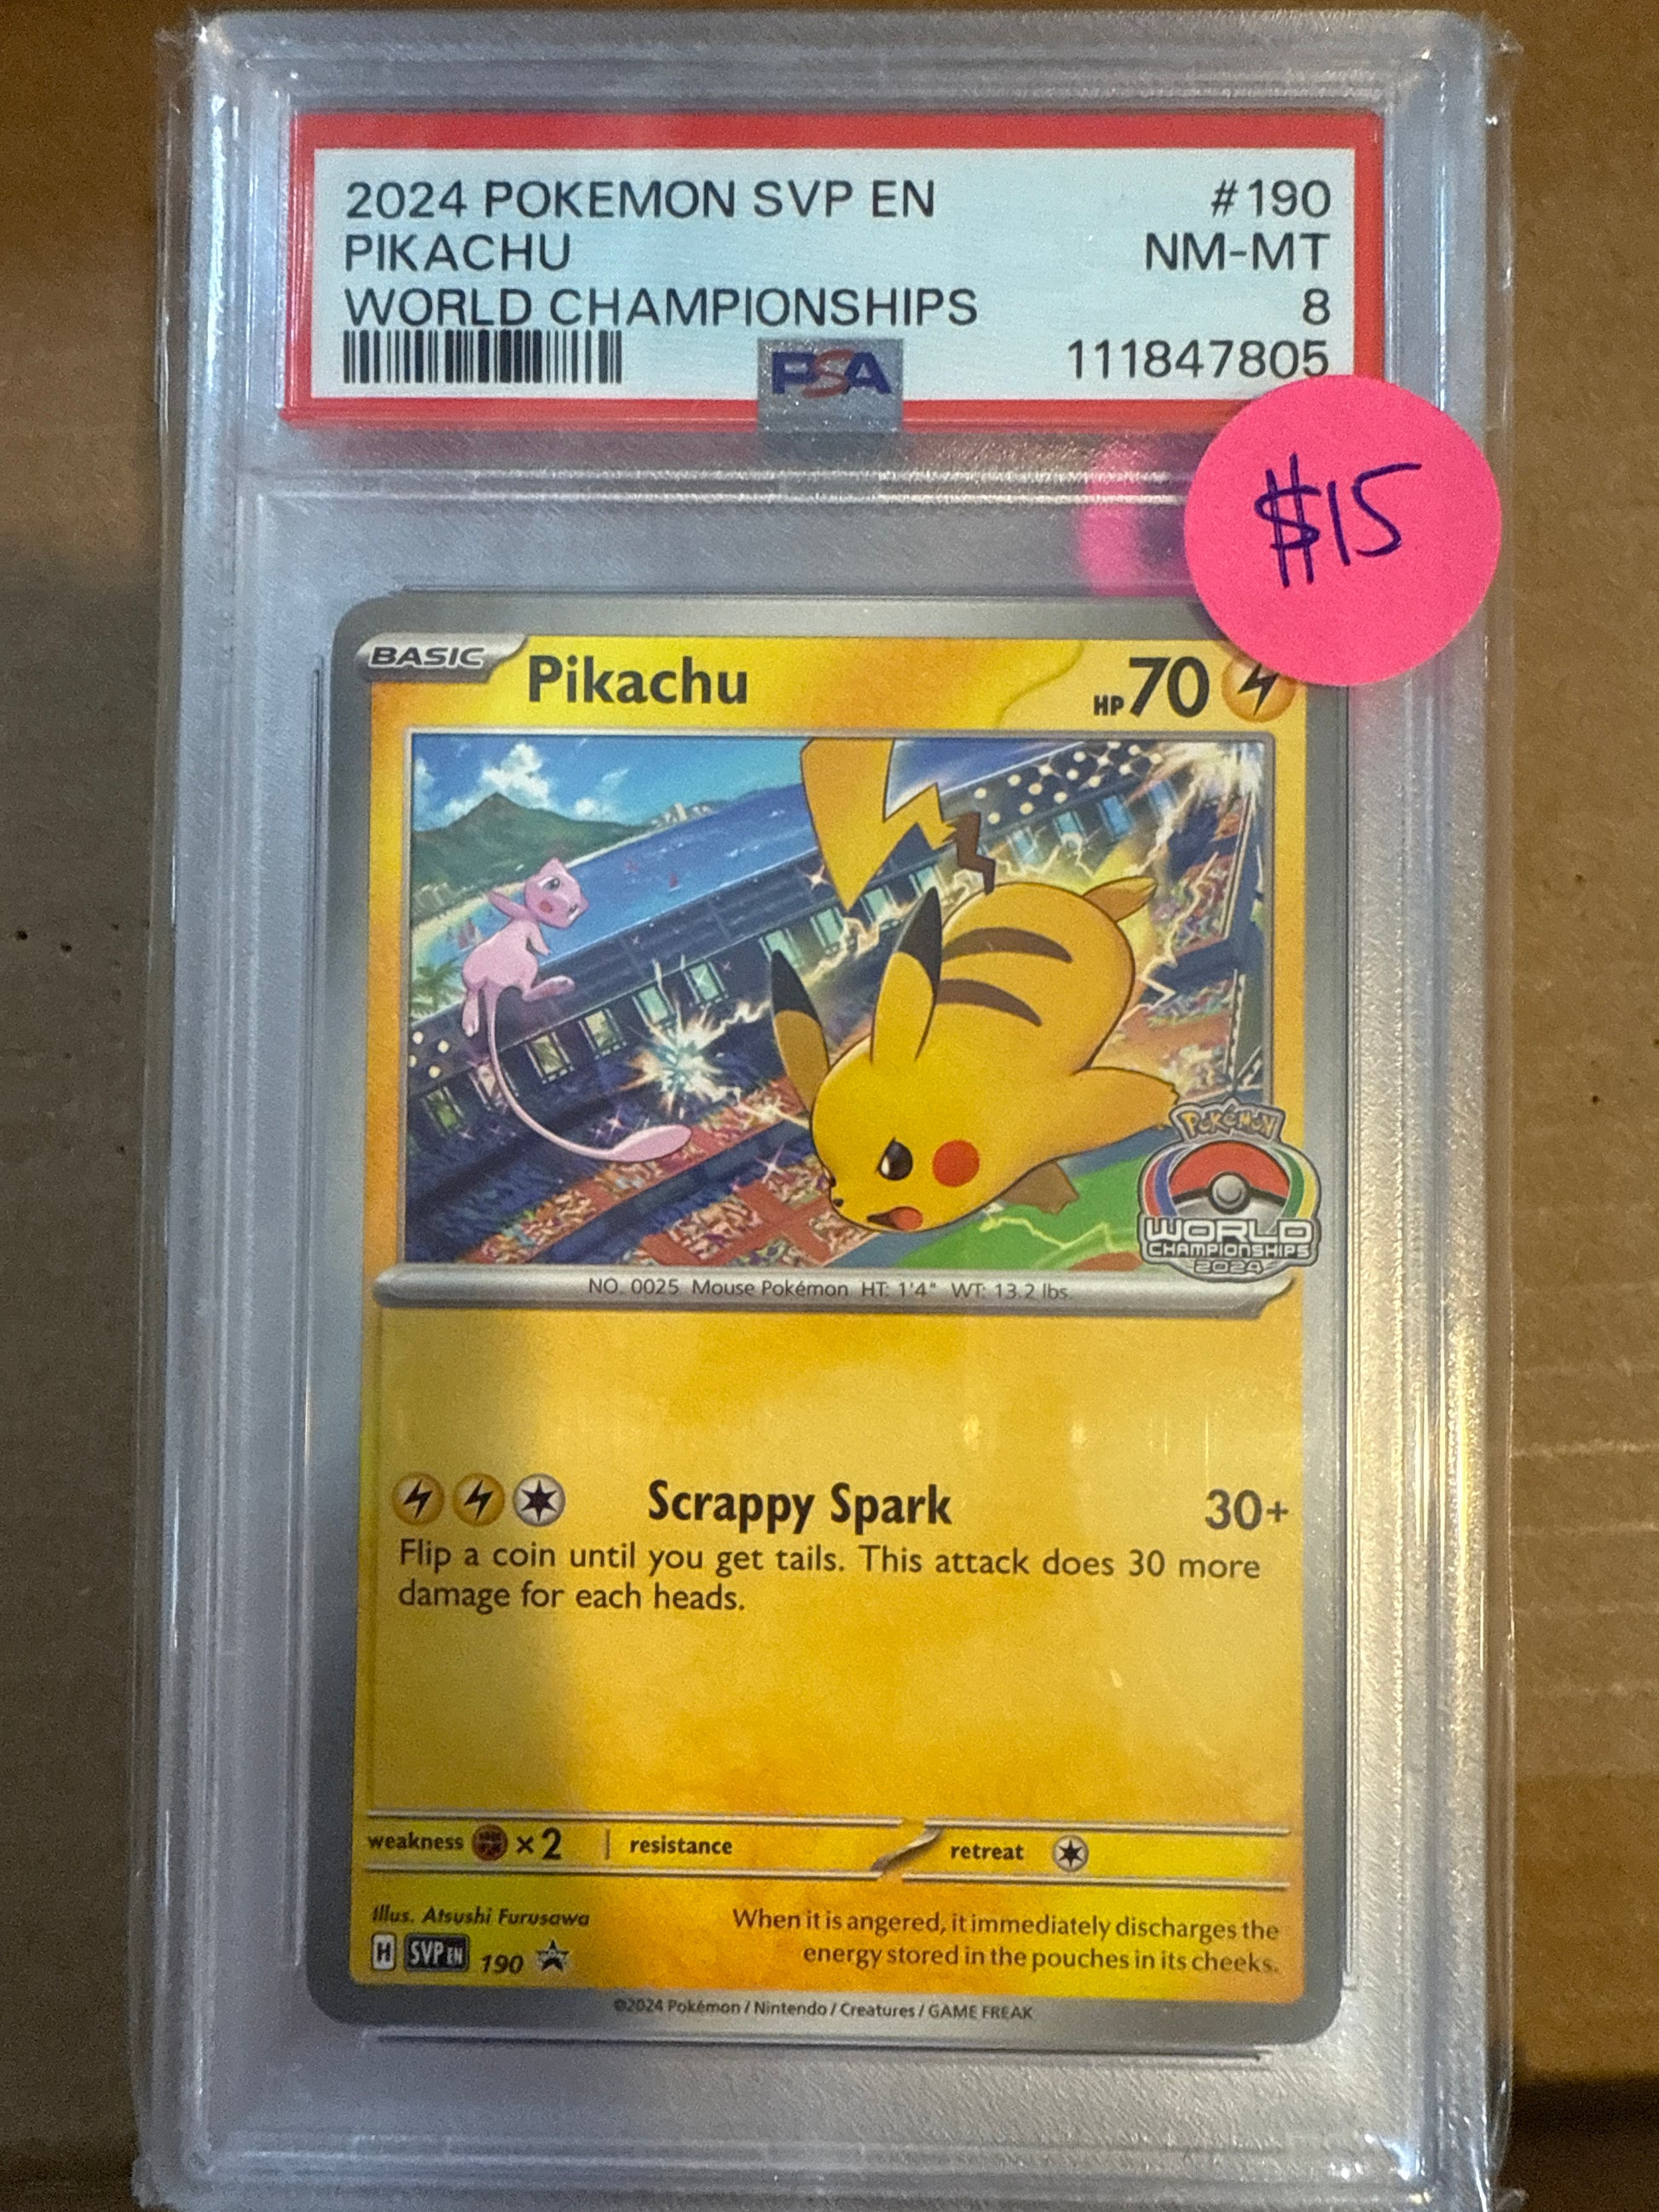 2024 POKEMON SVP EN #190
PIKACHU NM-MT
WORLD CHAMPIONSHIPS 8
PSA 111847805
$15
BASIC Pikachu HP 70
POKéMON
WORLD
CHAMPIONSHIPS
2024
NO. 0025 Mouse Pokémon HT: 1'4" WT: 13.2 lbs.
Scrappy Spark 30+
Flip a coin until you get tails. This attack does 30 more
damage for each heads.
weakness ×2 resistance retreat
Illus. Atsushi Furusawa
When it is angered, it immediately discharges the
energy stored in the pouches in its cheeks.
H SVP EN 190
©2024 Pokémon / Nintendo / Creatures / GAME FREAK